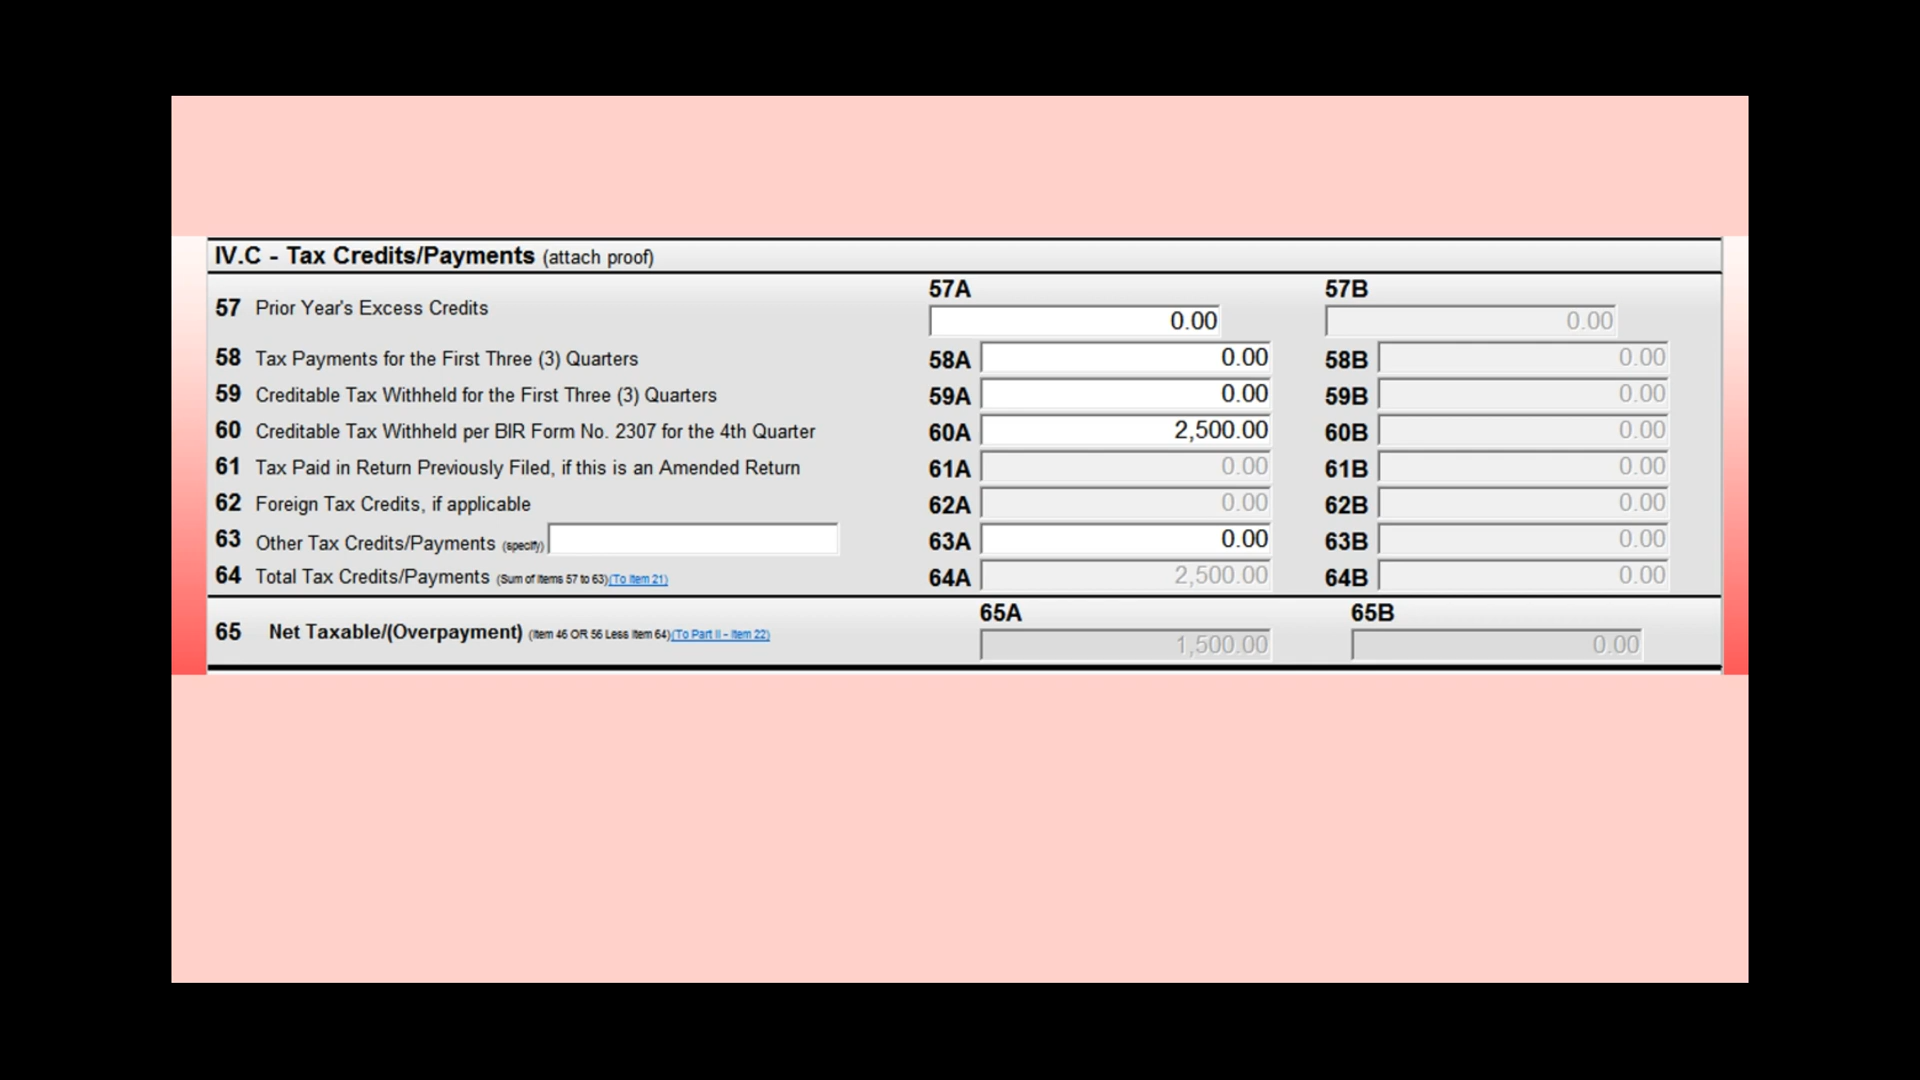 IV.C - Tax Credits/Payments (attach proof)
57A 57B
57 Prior Year's Excess Credits 0.00 0.00
58 Tax Payments for the First Three (3) Quarters 58A 0.00 58B 0.00
59 Creditable Tax Withheld for the First Three (3) Quarters 59A 0.00 59B 0.00
60 Creditable Tax Withheld per BIR Form No. 2307 for the 4th Quarter 60A 2,500.00 60B 0.00
61 Tax Paid in Return Previously Filed, if this is an Amended Return 61A 0.00 61B 0.00
62 Foreign Tax Credits, if applicable 62A 0.00 62B 0.00
63 Other Tax Credits/Payments (specify) 63A 0.00 63B 0.00
64 Total Tax Credits/Payments (Sum of Items 57 to 63)(To Item 21) 64A 2,500.00 64B 0.00
65A 65B
65 Net Taxable/(Overpayment) (Item 46 OR 56 Less Item 64)(To Part II - Item 22) 1,500.00 0.00